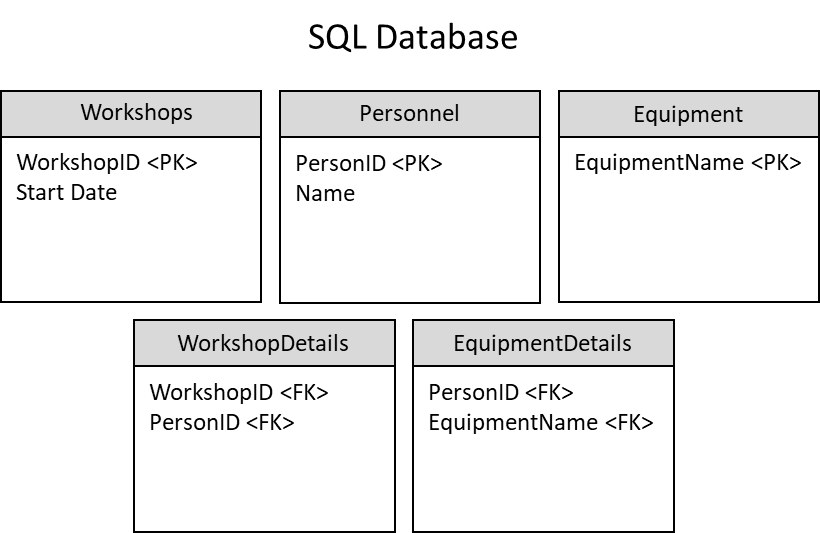 SQL Database
Workshops
WorkshopID <PK>
Start Date
Personnel
PersonID <PK>
Name
Equipment
EquipmentName <PK>
WorkshopDetails
WorkshopID <FK>
PersonID <FK>
EquipmentDetails
PersonID <FK>
EquipmentName <FK>